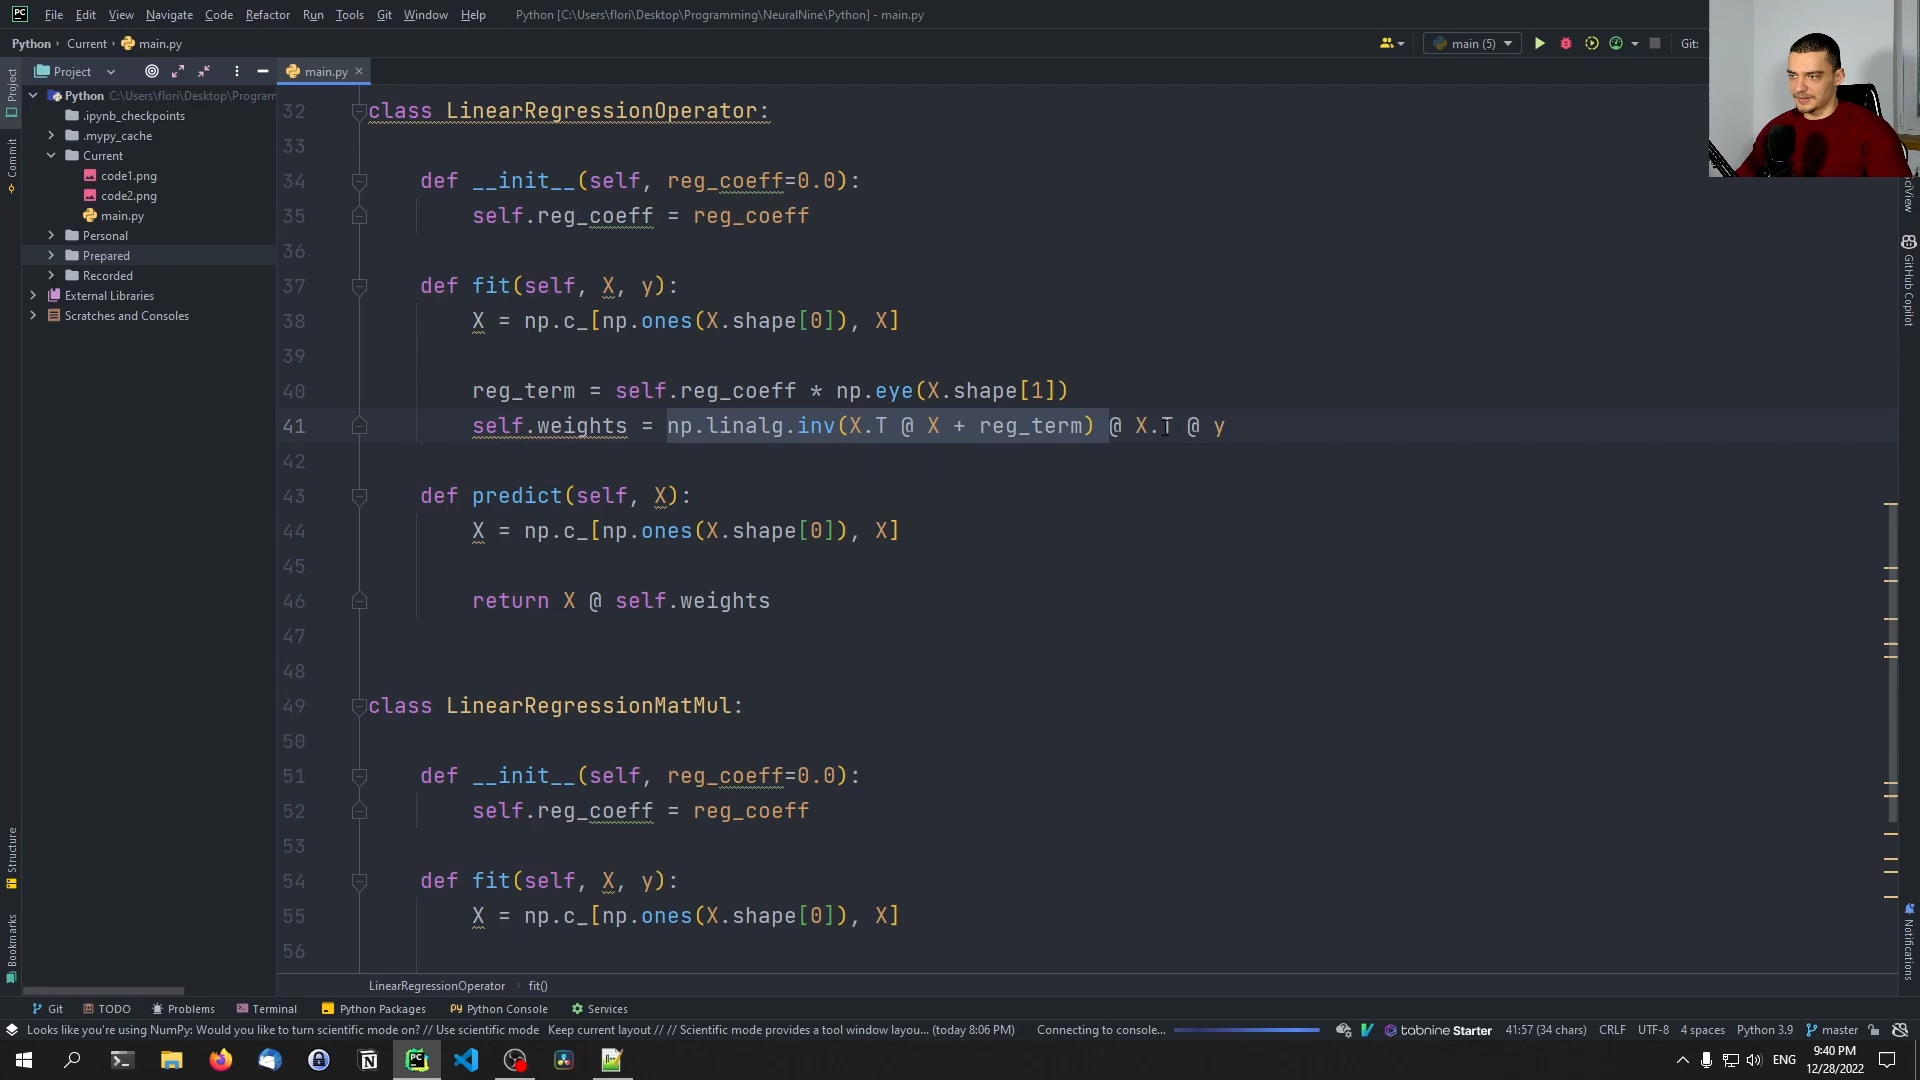 File Edit View Navigate Code Refactor Run Tools Git Window Help Python [C:\Users\flori\Desktop\Programming\NeuralNine\Python] - main.py
Python Current main.py
main (5) Git:
Project main.py
Python C:\Users\flori\Desktop\Program
.ipynb_checkpoints
.mypy_cache
Current
code1.png
code2.png
main.py
Personal
Prepared
Recorded
External Libraries
Scratches and Consoles
Project
Commit
Structure
Bookmarks
32 class LinearRegressionOperator:
33
34 def __init__(self, reg_coeff=0.0):
35 self.reg_coeff = reg_coeff
36
37 def fit(self, X, y):
38 X = np.c_[np.ones(X.shape[0]), X]
39
40 reg_term = self.reg_coeff * np.eye(X.shape[1])
41 self.weights = np.linalg.inv(X.T @ X + reg_term) @ X.T @ y
42
43 def predict(self, X):
44 X = np.c_[np.ones(X.shape[0]), X]
45
46 return X @ self.weights
47
48
49 class LinearRegressionMatMul:
50
51 def __init__(self, reg_coeff=0.0):
52 self.reg_coeff = reg_coeff
53
54 def fit(self, X, y):
55 X = np.c_[np.ones(X.shape[0]), X]
56
SciView
GitHub Copilot
Notifications
LinearRegressionOperator fit()
Git TODO Problems Terminal Python Packages Python Console Services
Looks like you're using NumPy: Would you like to turn scientific mode on? // Use scientific mode Keep current layout // // Scientific mode provides a tool window layou... (today 8:06 PM) Connecting to console... tabnine Starter 41:57 (34 chars) CRLF UTF-8 4 spaces Python 3.9 master
ENG 9:40 PM
12/28/2022